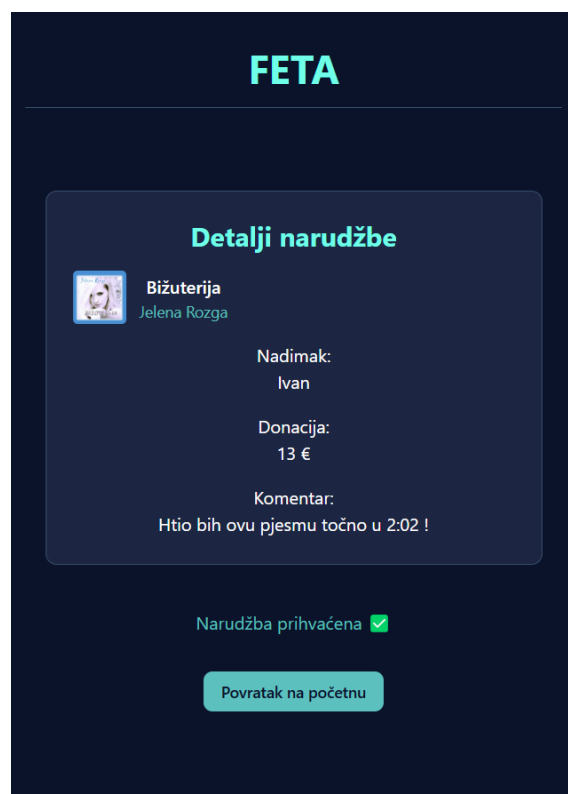 FETA
Detalji narudžbe
Bižuterija
Jelena Rozga
Nadimak:
Ivan
Donacija:
13 €
Komentar:
Htio bih ovu pjesmu točno u 2:02 !
Narudžba prihvaćena ✅
Povratak na početnu